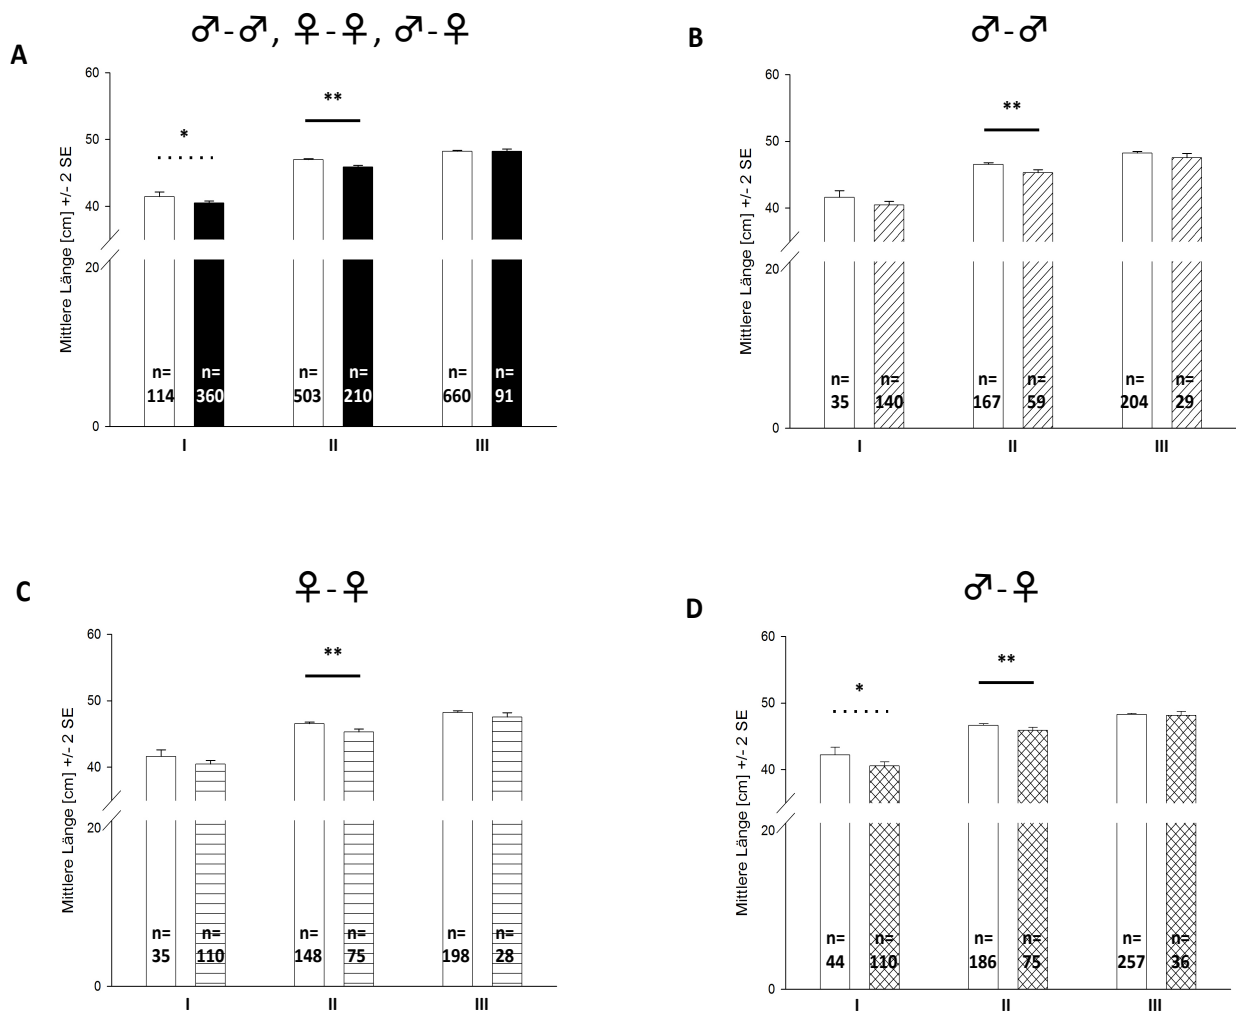 A
♂-♂, ♀-♀, ♂-♀
Mittlere Länge [cm] +/- 2 SE
60
50
40
20
0
*
**
n= n= n= n= n= n=
114 360 503 210 660 91
I II III
B
♂-♂
Mittlere Länge [cm] +/- 2 SE
60
50
40
20
0
**
n= n= n= n= n= n=
35 140 167 59 204 29
I II III
C
♀-♀
Mittlere Länge [cm] +/- 2 SE
60
50
40
20
0
**
n= n= n= n= n= n=
35 110 148 75 198 28
I II III
D
♂-♀
Mittlere Länge [cm] +/- 2 SE
60
50
40
20
0
*
**
n= n= n= n= n= n=
44 110 186 75 257 36
I II III